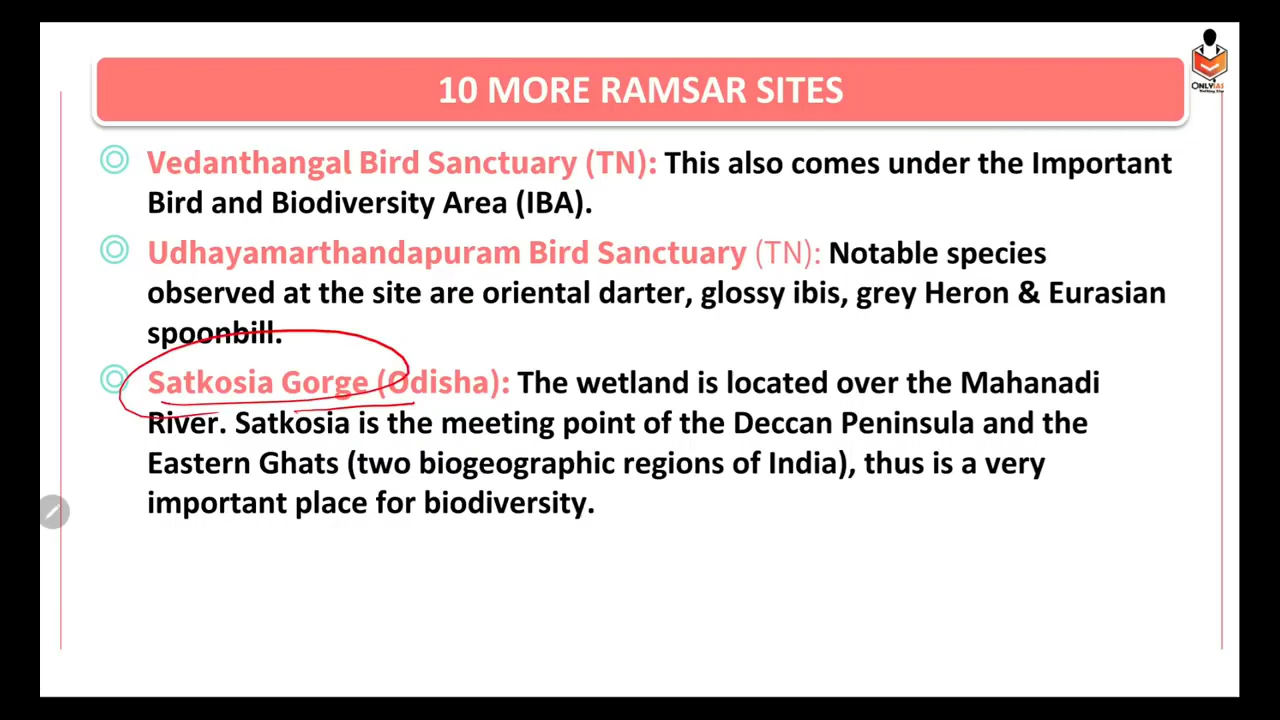 10 MORE RAMSAR SITES
ONLYIAS
Vedanthangal Bird Sanctuary (TN): This also comes under the Important
Bird and Biodiversity Area (IBA).
Udhayamarthandapuram Bird Sanctuary (TN): Notable species
observed at the site are oriental darter, glossy ibis, grey Heron & Eurasian
spoonbill.
Satkosia Gorge (Odisha): The wetland is located over the Mahanadi
River. Satkosia is the meeting point of the Deccan Peninsula and the
Eastern Ghats (two biogeographic regions of India), thus is a very
important place for biodiversity.